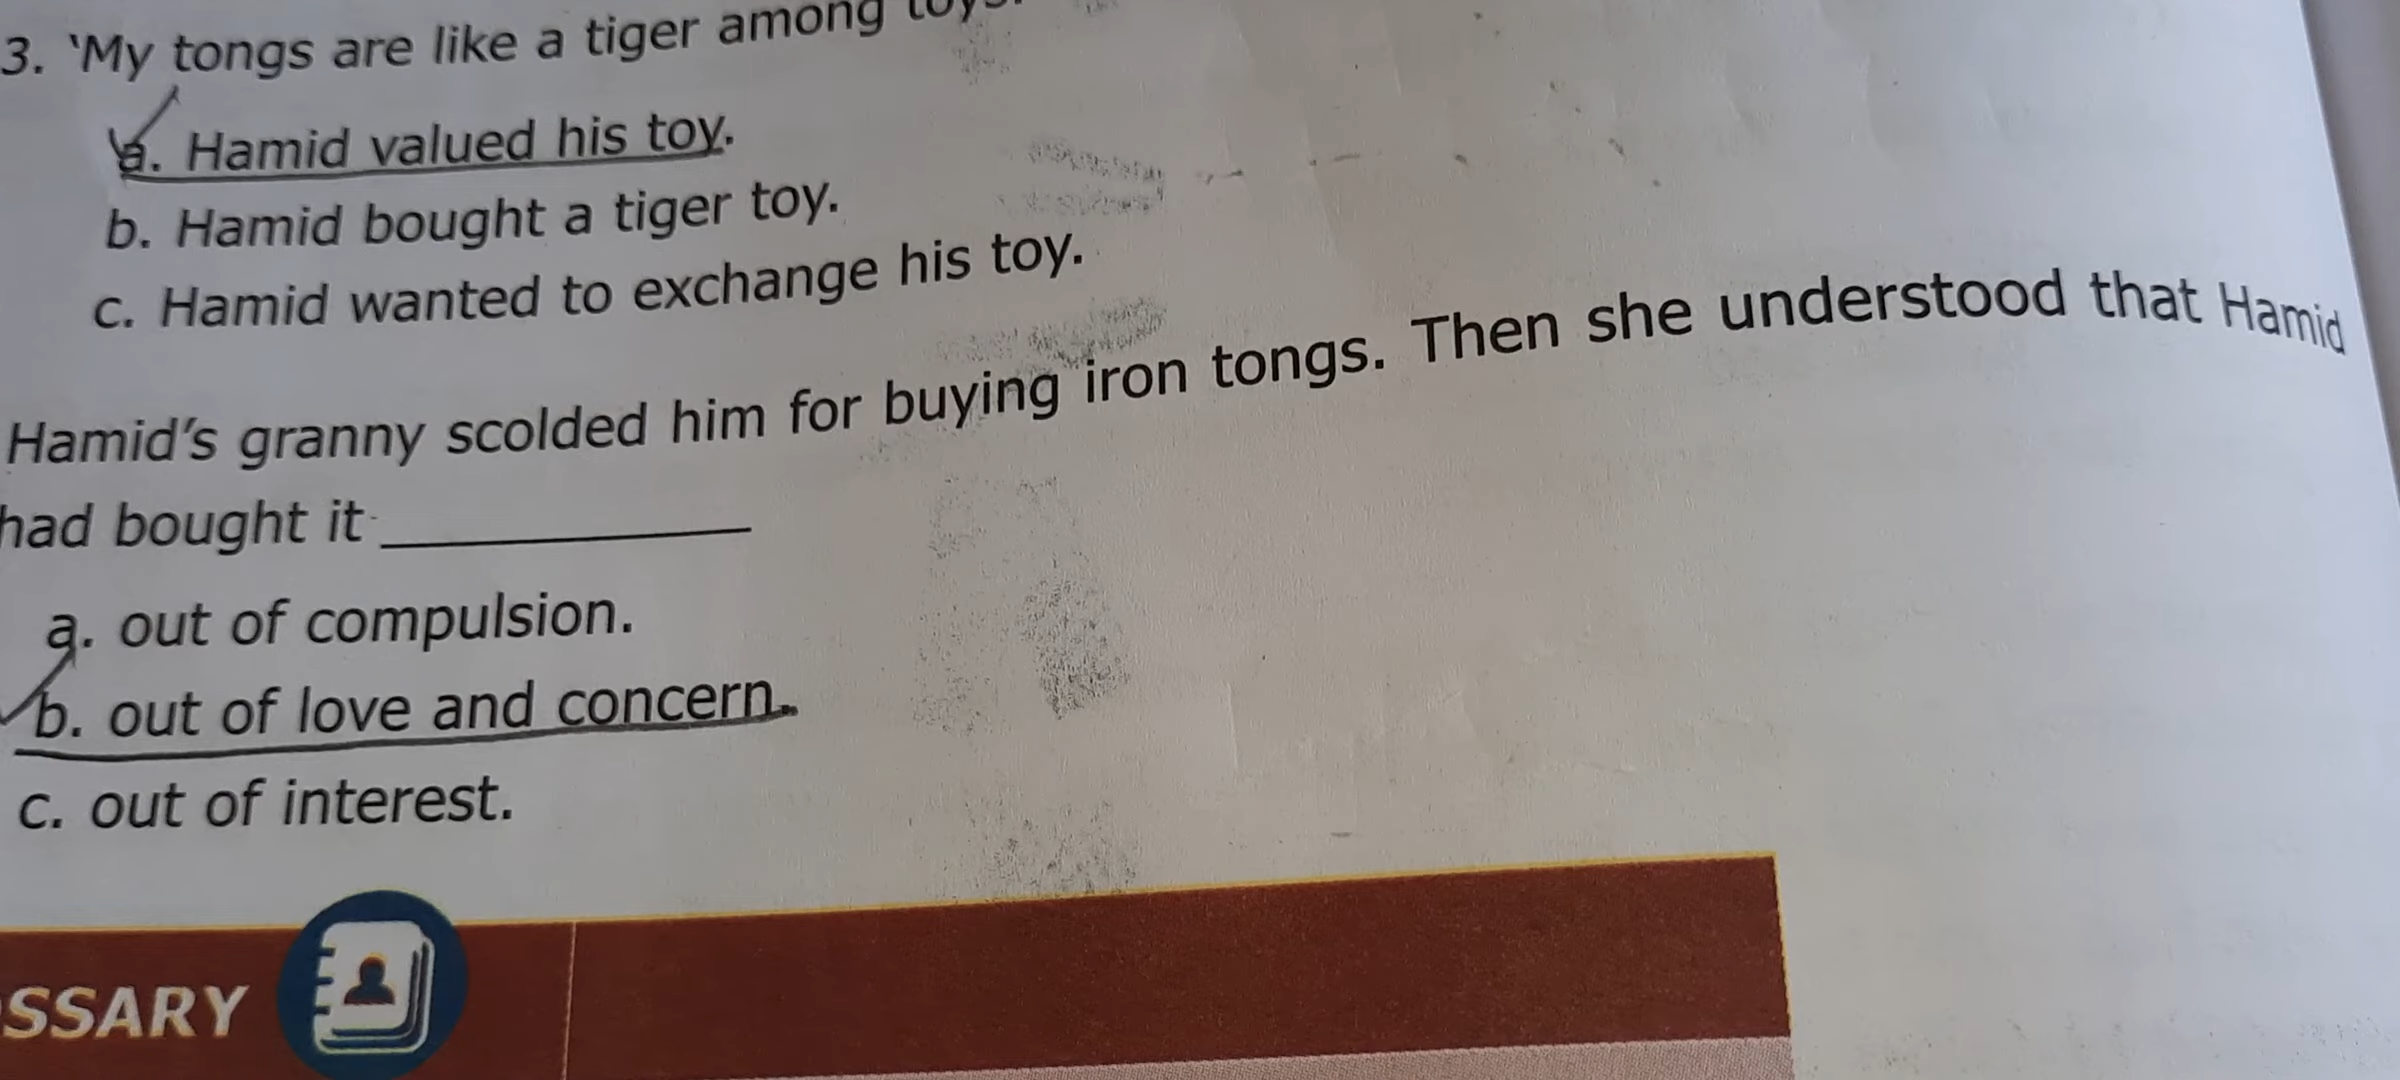 3. 'My tongs are like a tiger among
a. Hamid valued his toy.
b. Hamid bought a tiger toy.
c. Hamid wanted to exchange his toy.
Hamid's granny scolded him for buying iron tongs. Then she understood that Hamid
had bought it __________
a. out of compulsion.
b. out of love and concern.
c. out of interest.
SSARY